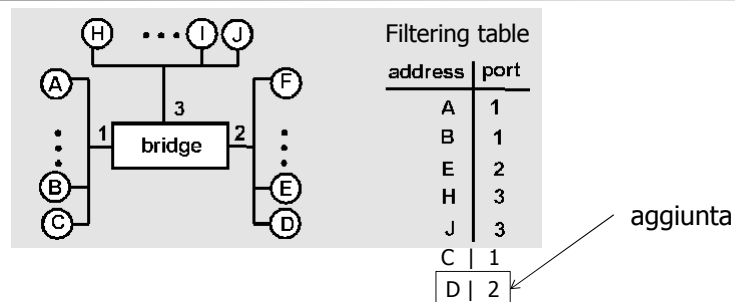 H ••• I J
Filtering table
address | port
A F
3
A 1
1 bridge 2
B 1
E 2
B E
H 3
C D
J 3
aggiunta
C | 1
D | 2